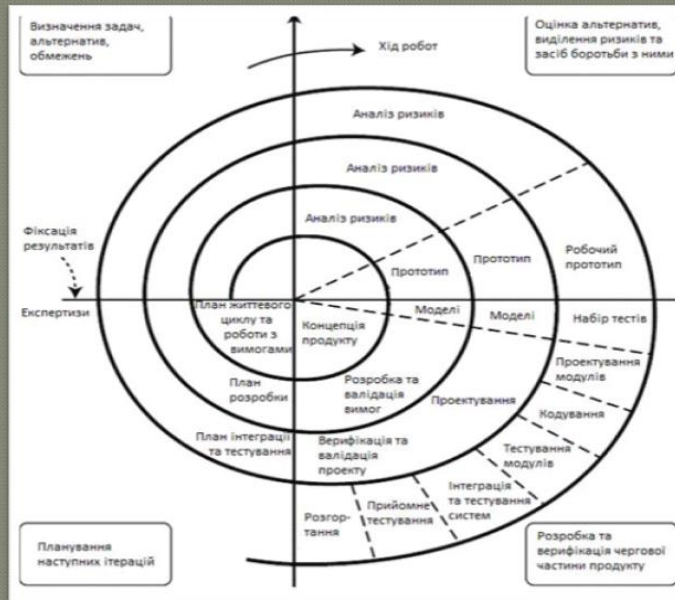 Визначення задач,
альтернатив,
обмежень
Хід робот
Оцінка альтернатив,
виділення ризиків та
засіб боротьби з ними
Аналіз ризиків
Аналіз ризиків
Аналіз ризиків
Фіксація
результатів
Експертизи
Прототип
Прототип
Робочий
прототип
План життєвого
циклу та
роботи з
вимогами
Концепція
продукту
Моделі
Моделі
Набір тестів
План
розробки
Розробка та
валідація
вимог
Проектування
Проектування
модулів
Кодування
Тестування
модулів
Інтеграція
та тестування
систем
План інтеграції
та тестування
Верифікація та
валідація
проекту
Прийомне
тестування
Розгор-
тання
Планування
наступних ітерацій
Розробка та
верифікація чергової
частини продукту